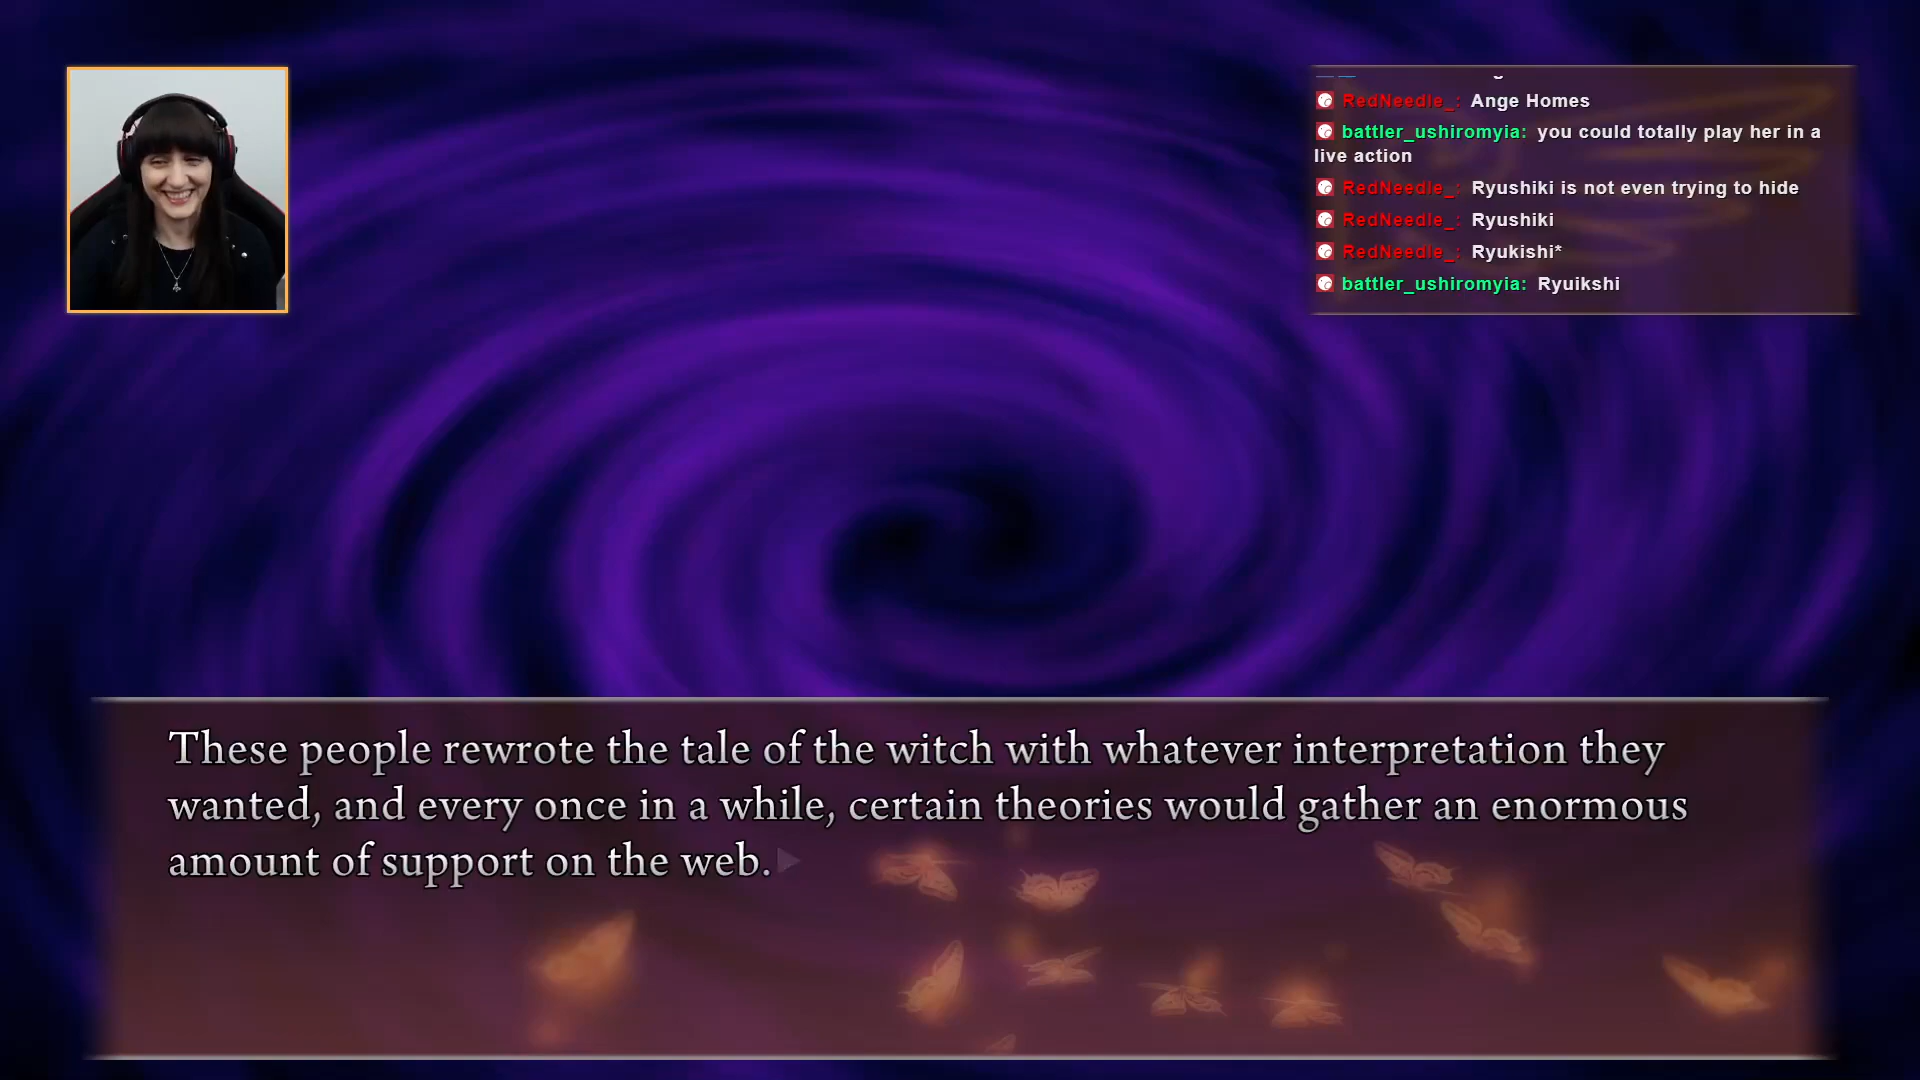 RedNeedle_: Ange Homes
battler_ushiromyia: you could totally play her in a
live action
RedNeedle_: Ryushiki is not even trying to hide
RedNeedle_: Ryushiki
RedNeedle_: Ryukishi*
battler_ushiromyia: Ryuikshi
These people rewrote the tale of the witch with whatever interpretation they
wanted, and every once in a while, certain theories would gather an enormous
amount of support on the web.